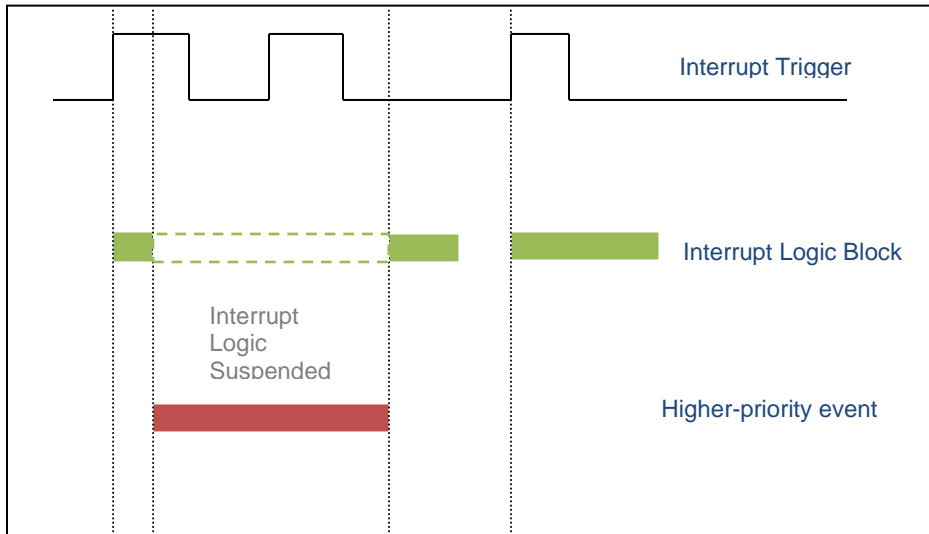 Interrupt Trigger
Interrupt Logic Block
Interrupt
Logic
Suspended
Higher-priority event